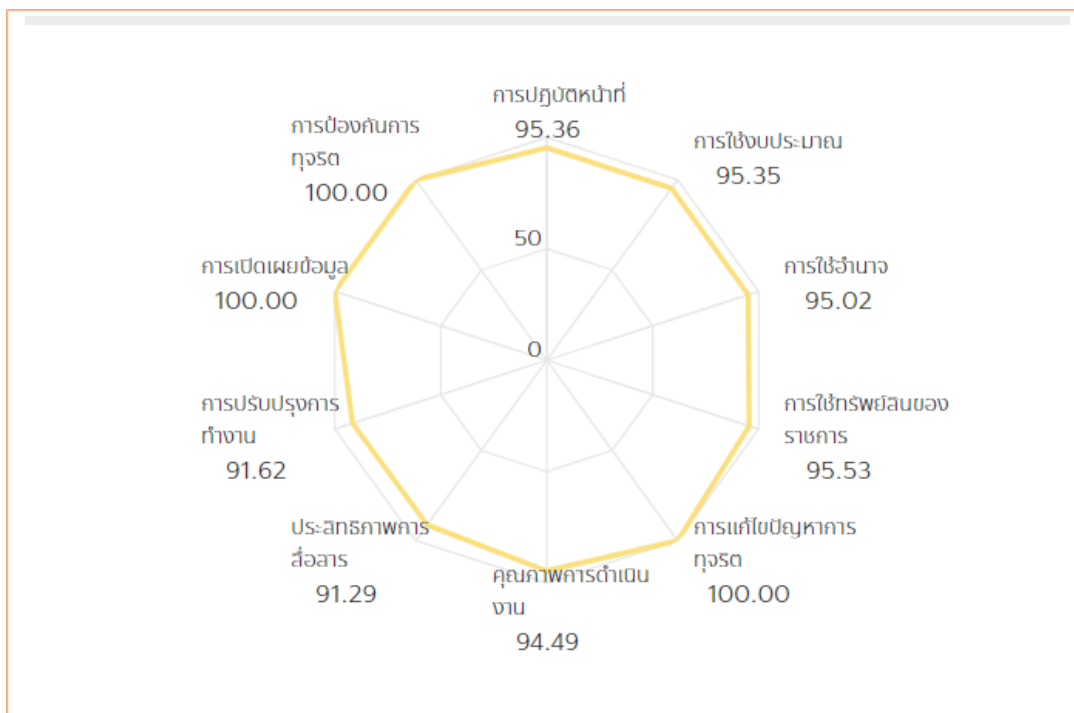 การปฏิบัติหน้าที่
95.36
การใช้งบประมาณ
95.35
การใช้อำนาจ
95.02
การใช้ทรัพย์สินของ
ราชการ
95.53
การแก้ไขปัญหาการ
ทุจริต
100.00
คุณภาพการดำเนิน
งาน
94.49
ประสิทธิภาพการ
สื่อสาร
91.29
การปรับปรุงการ
ทำงาน
91.62
การเปิดเผยข้อมูล
100.00
การป้องกันการ
ทุจริต
100.00
50
0